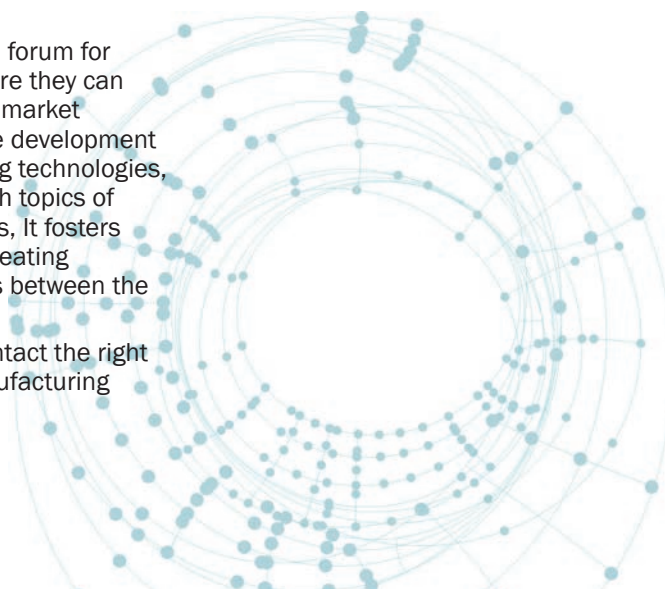 forum for
re they can
market
e development
g technologies,
h topics of
s, It fosters
eating
s between the
ntact the right
ufacturing